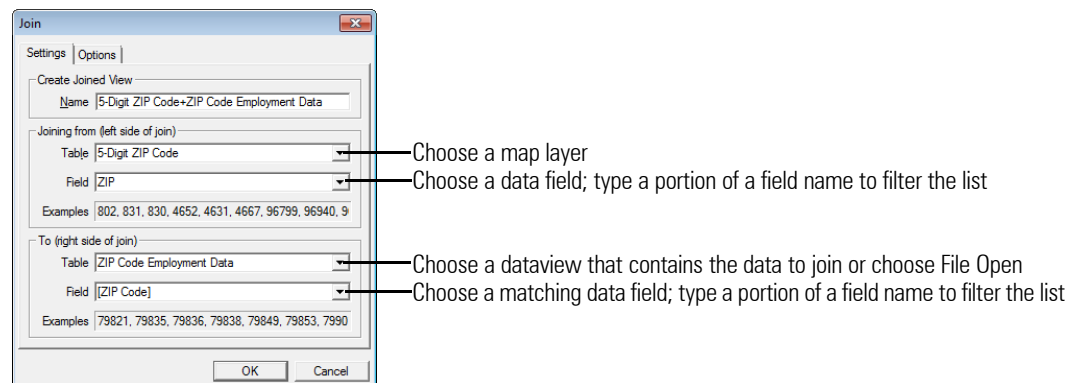 Join
Settings
Options
Create Joined View
Name 5-Digit ZIP Code+ZIP Code Employment Data
Joining from (left side of join)
Table 5-Digit ZIP Code
Choose a map layer
Field ZIP
Choose a data field; type a portion of a field name to filter the list
Examples 802, 831, 830, 4652, 4631, 4667, 96799, 96940, 9
To (right side of join)
Table ZIP Code Employment Data
Choose a dataview that contains the data to join or choose File Open
Field [ZIP Code]
Choose a matching data field; type a portion of a field name to filter the list
Examples 79821, 79835, 79836, 79838, 79849, 79853, 7990
OK
Cancel